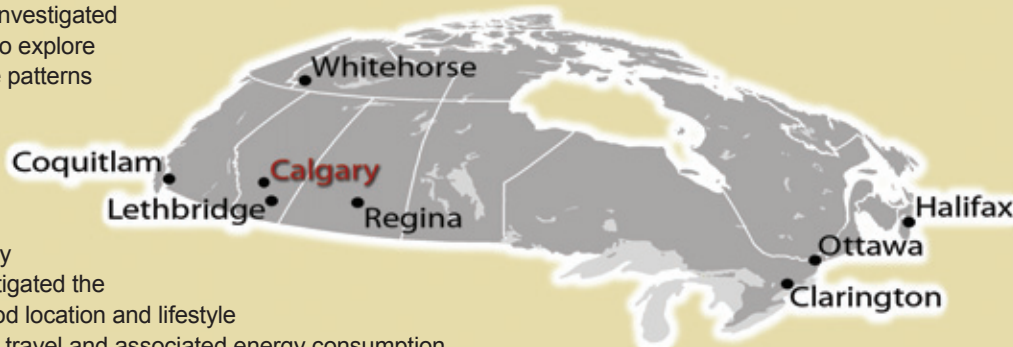 nvestigated
o explore
patterns
Whitehorse
Coquitlam
Calgary
Lethbridge
Regina
Halifax
Ottawa
Clarington
y
tigated the
od location and lifestyle
travel and associated energy consumption